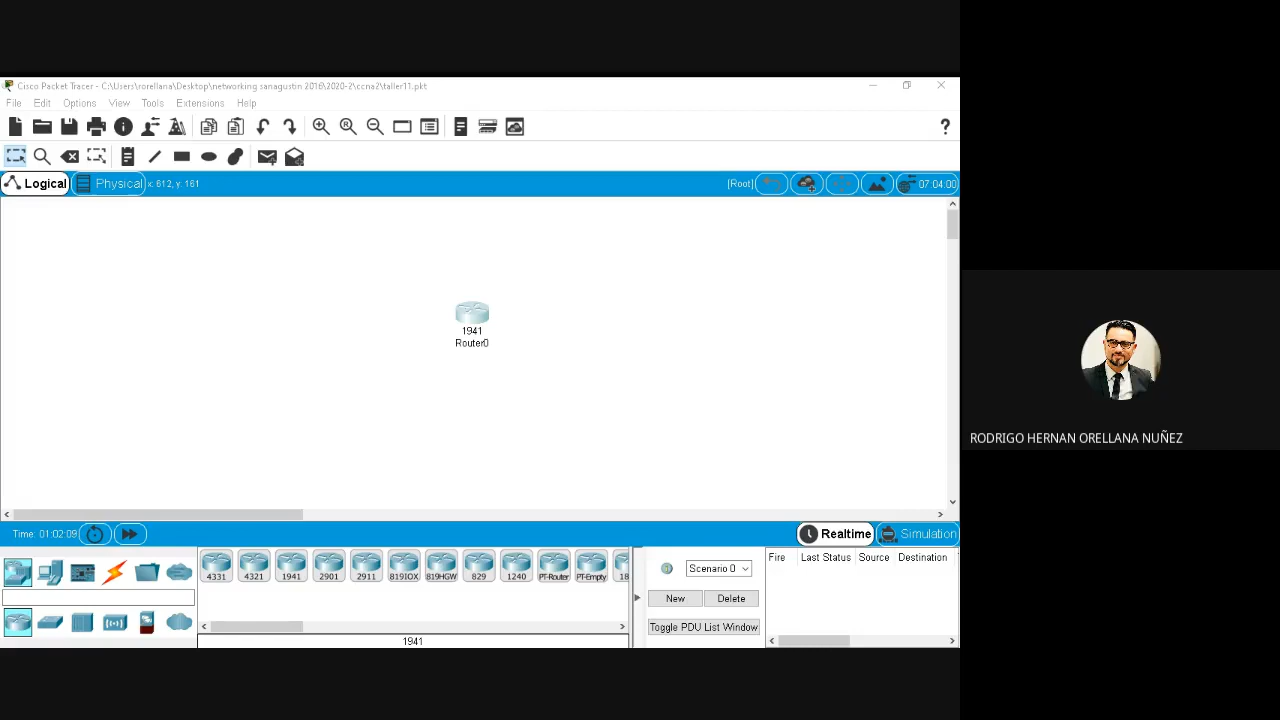 Cisco Packet Tracer - C:\Users\rorellana\Desktop\networking sanagustin 2016\2020-2\ccna2\taller11.pkt
File Edit Options View Tools Extensions Help
?
Logical Physical x: 612, y: 161 [Root] 07:04:00
1941
Router0
RODRIGO HERNAN ORELLANA NUÑEZ
Time: 01:02:09 Realtime Simulation
4331 4321 1941 2901 2911 819IOX 819HGW 829 1240 PT-Router PT-Empty 18
Scenario 0
New Delete
Toggle PDU List Window
Fire Last Status Source Destination
1941